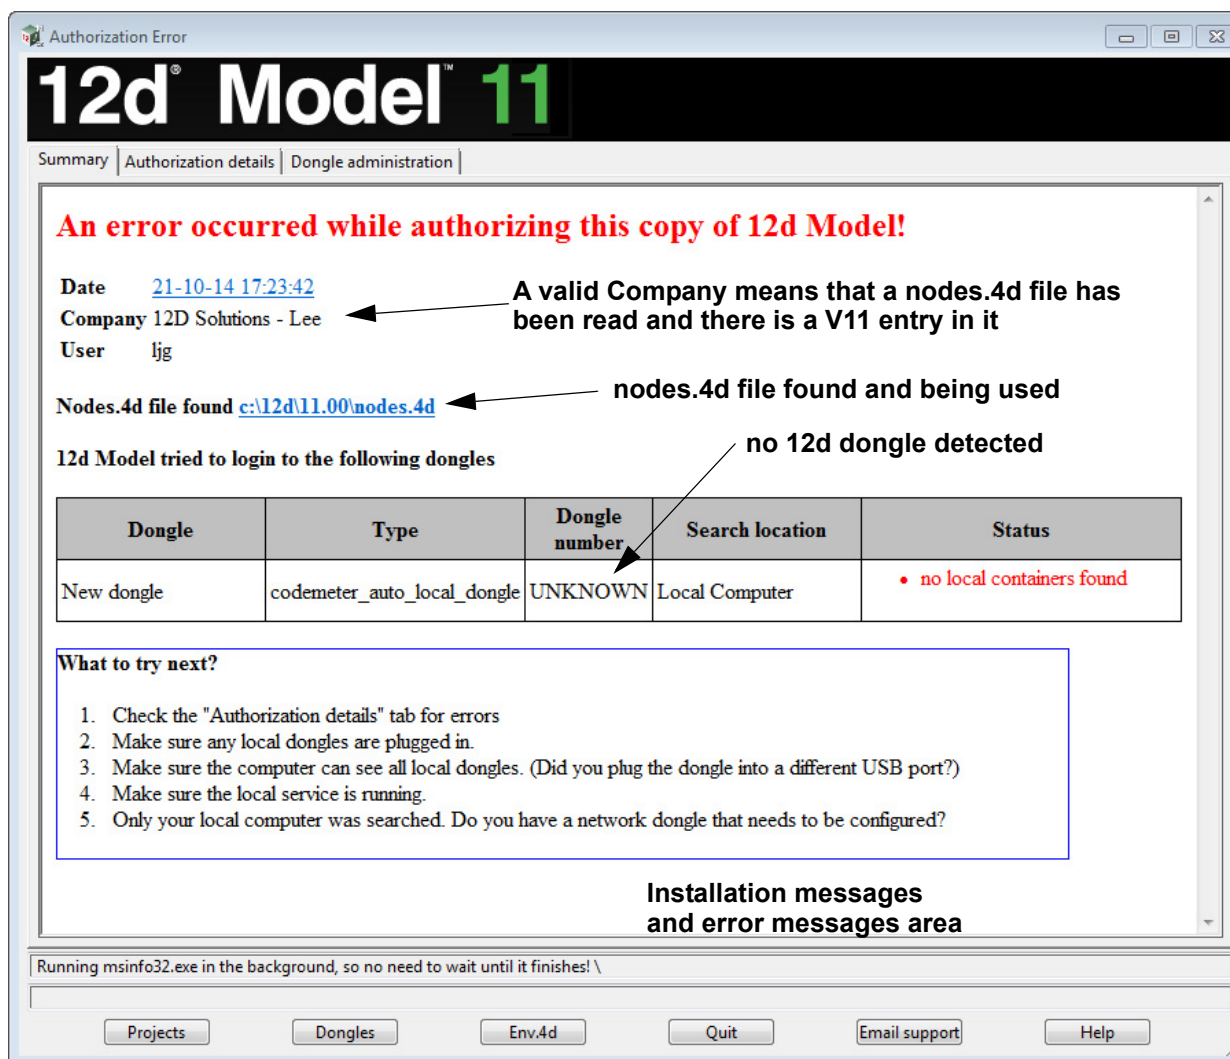 Authorization Error
12d® Model™ 11
Summary Authorization details Dongle administration
An error occurred while authorizing this copy of 12d Model!
Date 21-10-14 17:23:42
A valid Company means that a nodes.4d file has
Company 12D Solutions - Lee
been read and there is a V11 entry in it
User ljg
nodes.4d file found and being used
Nodes.4d file found c:\12d\11.00\nodes.4d
no 12d dongle detected
12d Model tried to login to the following dongles
Dongle Type Dongle number Search location Status
New dongle codemeter_auto_local_dongle UNKNOWN Local Computer • no local containers found
What to try next?
1. Check the "Authorization details" tab for errors
2. Make sure any local dongles are plugged in.
3. Make sure the computer can see all local dongles. (Did you plug the dongle into a different USB port?)
4. Make sure the local service is running.
5. Only your local computer was searched. Do you have a network dongle that needs to be configured?
Installation messages
and error messages area
Running msinfo32.exe in the background, so no need to wait until it finishes! \
Projects Dongles Env.4d Quit Email support Help